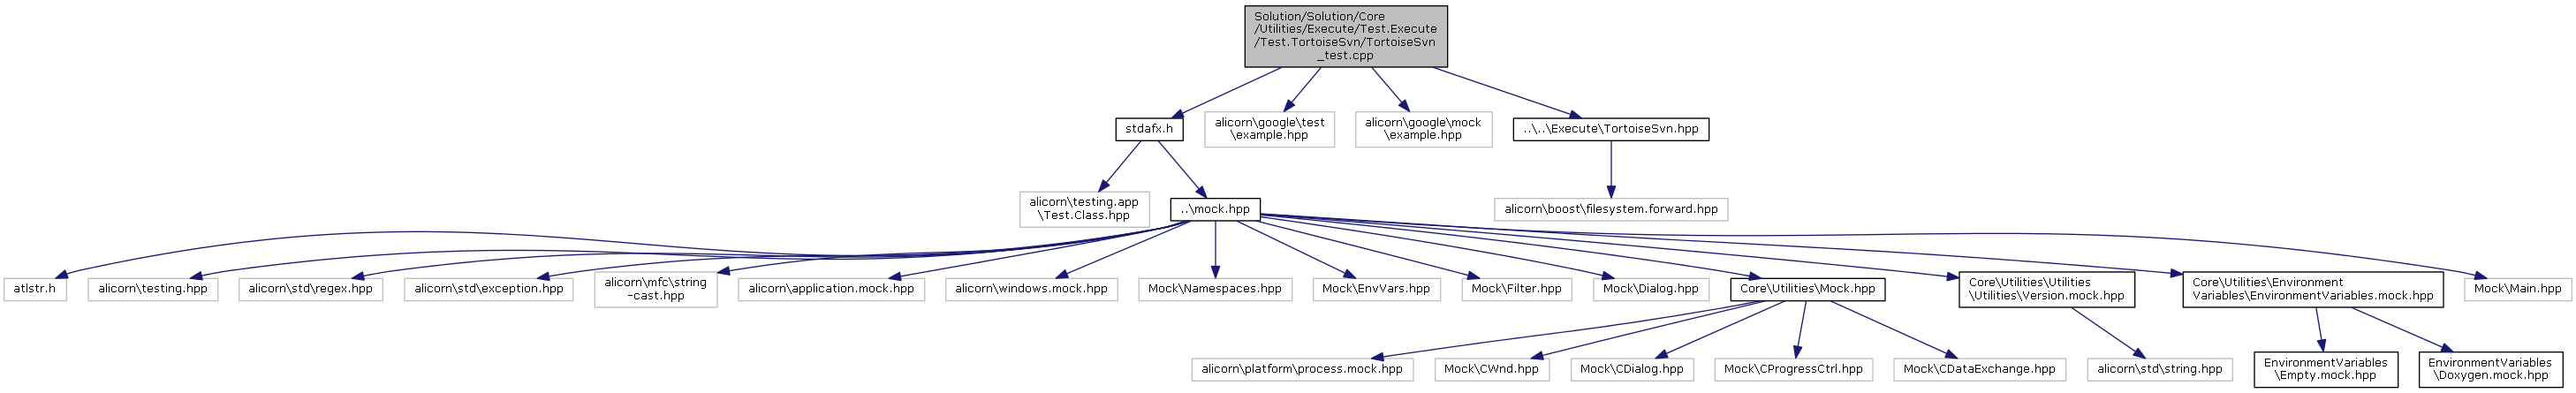 Solution/Solution/Core
/Utilities/Execute/Test.Execute
/Test.TortoiseSvn/TortoiseSvn
_test.cpp
stdafx.h
alicorn\google\test
\example.hpp
alicorn\google\mock
\example.hpp
..\..\Execute\TortoiseSvn.hpp
alicorn\testing.app
\Test.Class.hpp
..\mock.hpp
alicorn\boost\filesystem.forward.hpp
atlstr.h
alicorn\testing.hpp
alicorn\std\regex.hpp
alicorn\std\exception.hpp
alicorn\mfc\string
-cast.hpp
alicorn\application.mock.hpp
alicorn\windows.mock.hpp
Mock\Namespaces.hpp
Mock\EnvVars.hpp
Mock\Filter.hpp
Mock\Dialog.hpp
Core\Utilities\Mock.hpp
Core\Utilities\Utilities
\Utilities\Version.mock.hpp
Core\Utilities\Environment
Variables\EnvironmentVariables.mock.hpp
Mock\Main.hpp
alicorn\platform\process.mock.hpp
Mock\CWnd.hpp
Mock\CDialog.hpp
Mock\CProgressCtrl.hpp
Mock\CDataExchange.hpp
alicorn\std\string.hpp
EnvironmentVariables
\Empty.mock.hpp
EnvironmentVariables
\Doxygen.mock.hpp